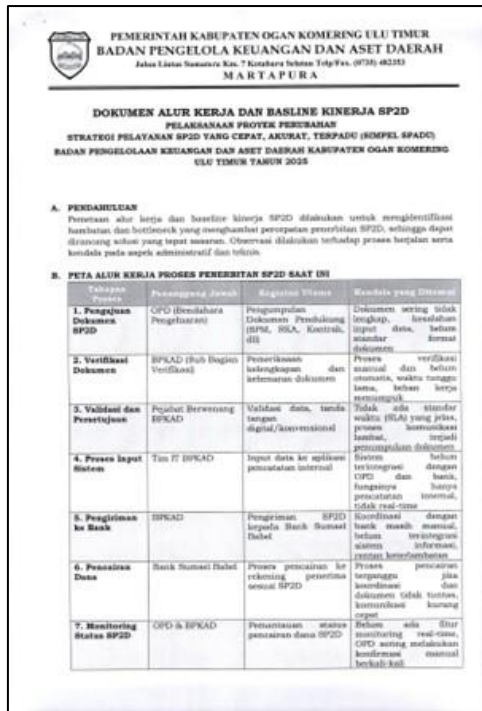 PEMERINTAH KABUPATEN OGAN KOMERING ULU TIMUR
BADAN PENGELOLA KEUANGAN DAN ASET DAERAH
Jalan Lintas Sumatera Km. 7 Kotabaru Selatan Telp/Fax. (0735) 482353
MARTAPURA
DOKUMEN ALUR KERJA DAN BASLINE KINERJA SP2D
PELAKSANAAN PROYEK PERUBAHAN
STRATEGI PELAYANAN SP2D YANG CEPAT, AKURAT, TERPADU (SIMPEL SPADU)
BADAN PENGELOLAAN KEUANGAN DAN ASET DAERAH KABUPATEN OGAN KOMERING
ULU TIMUR TAHUN 2025
A. PENDAHULUAN
Pemetaan alur kerja dan baseline kinerja SP2D dilakukan untuk mengidentifikasi
hambatan dan bottleneck yang menghambat percepatan penerbitan SP2D, sehingga dapat
dirancang solusi yang tepat sasaran. Observasi dilakukan terhadap proses berjalan serta
kendala pada aspek administratif dan teknis.
B. PETA ALUR KERJA PROSES PENERBITAN SP2D SAAT INI
Tahapan Proses
Penanggung Jawab
Kegiatan Utama
Kendala yang Ditemui
1. Pengajuan
Dokumen
SP2D
OPD (Bendahara
Pengeluaran)
Pengumpulan
Dokumen Pendukung
(SPM, SKA, Kontrak,
dll)
Dokumen sering tidak
lengkap, kesalahan
input data, belum
standar format
dokumen
2. Verifikasi
Dokumen
BPKAD (Sub Bagian
Verifikasi)
Pemeriksaan
kelengkapan dan
kebenaran dokumen
Proses verifikasi
manual dan belum
otomatis, waktu tunggu
lama, beban kerja
menumpuk
3. Validasi dan
Persetujuan
Pejabat Berwenang
BPKAD
Validasi data, tanda
tangan
digital/konvensional
Tidak ada standar
waktu (SLA) yang jelas,
proses komunikasi
lambat, terjadi
penumpukan dokumen
4. Proses Input
Sistem
Tim IT BPKAD
Input data ke aplikasi
pencatatan internal
Sistem belum
terintegrasi dengan
OPD dan bank,
fungsinya hanya
pencatatan internal,
tidak real-time
5. Pengiriman
ke Bank
BPKAD
Pengiriman SP2D
kepada Bank Sumsel
Babel
Koordinasi dengan
bank masih manual,
belum terintegrasi
sistem informasi,
rentan keterlambatan
6. Pencairan
Dana
Bank Sumsel Babel
Proses pencairan ke
rekening penerima
sesuai SP2D
Proses pencairan
terganggu jika
koordinasi dan
dokumen tidak tuntas,
komunikasi kurang
cepat
7. Monitoring
Status SP2D
OPD & BPKAD
Pemantauan status
pencairan dana SP2D
Belum ada fitur
monitoring real-time,
OPD sering melakukan
konfirmasi manual
berkali-kali